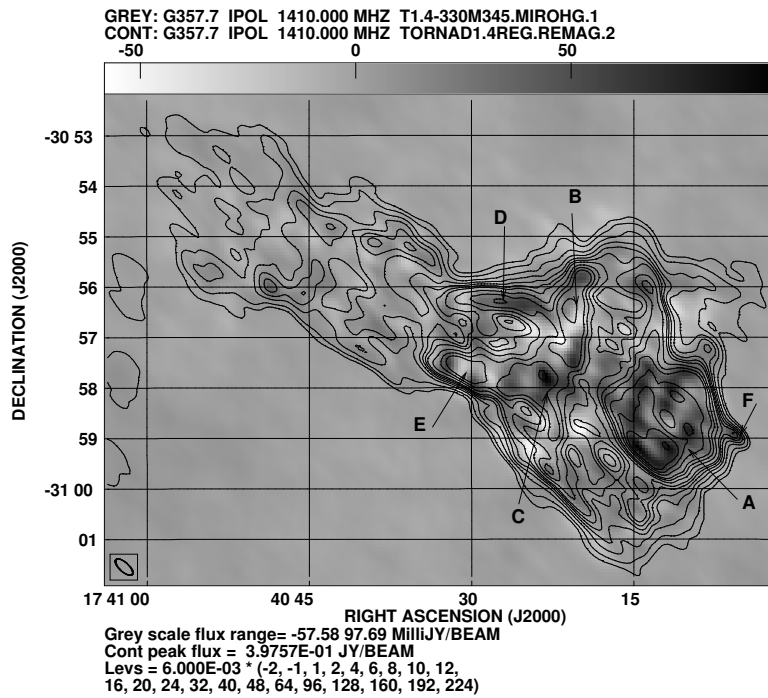 GREY: G357.7 IPOL 1410.000 MHZ T1.4-330M345.MIROHG.1
CONT: G357.7 IPOL 1410.000 MHZ TORNAD1.4REG.REMAG.2
-50 0 50
-30 53
54
55
56
57
58
59
-31 00
01
DECLINATION (J2000)
B
D
E
F
A
C
17 41 00 40 45 30 15
RIGHT ASCENSION (J2000)
Grey scale flux range= -57.58 97.69 MilliJY/BEAM
Cont peak flux = 3.9757E-01 JY/BEAM
Levs = 6.000E-03 * (-2, -1, 1, 2, 4, 6, 8, 10, 12,
16, 20, 24, 32, 40, 48, 64, 96, 128, 160, 192, 224)